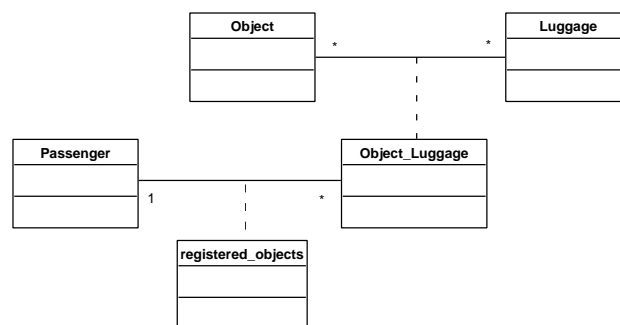 Object
Luggage
* *
Passenger
Object_Luggage
1 *
registered_objects